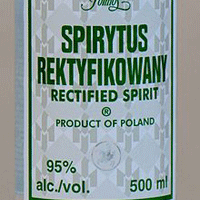 SPIRYTUS
REKTYFIKOWANY
RECTIFIED SPIRIT
®
PRODUCT OF POLAND
95%
alc./vol. 500 ml